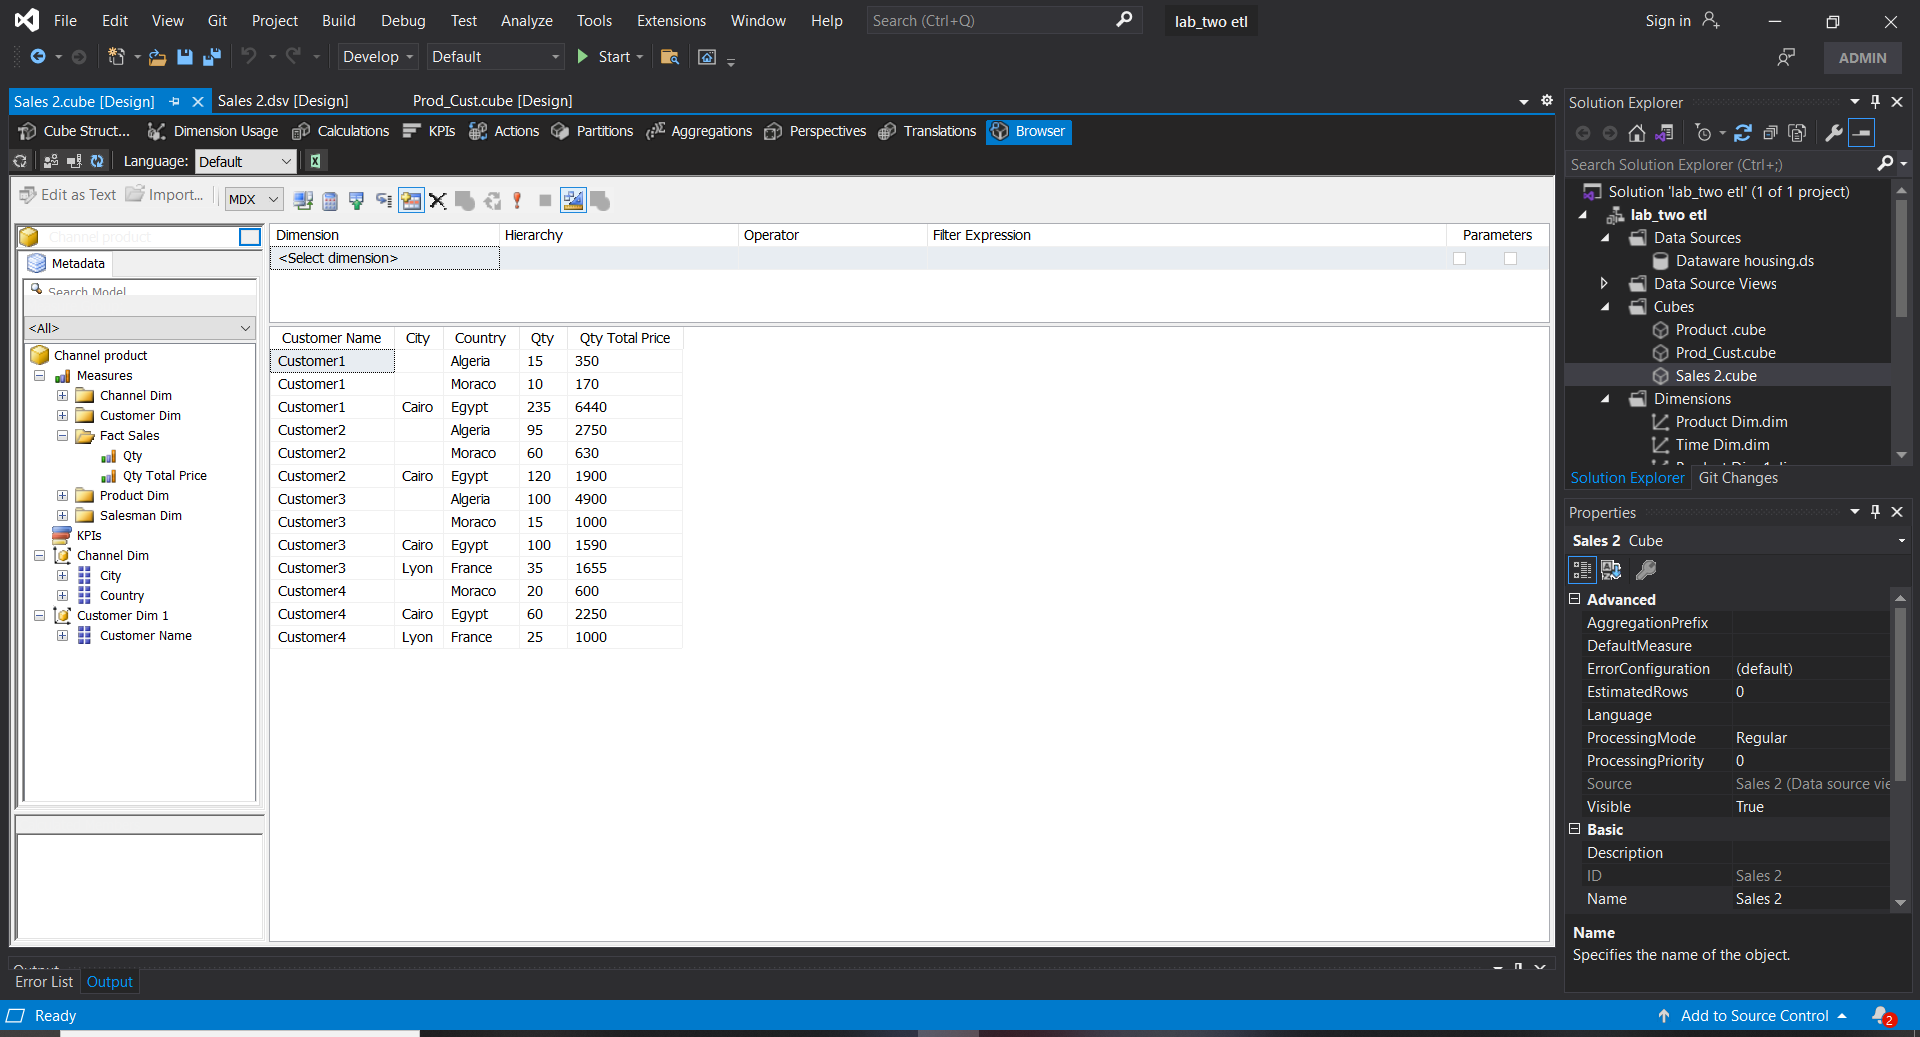 File Edit View Git Project Build Debug Test Analyze Tools Extensions Window Help Search (Ctrl+Q) lab_two etl Sign in
Develop Default Start ADMIN
Sales 2.cube [Design] Sales 2.dsv [Design] Prod_Cust.cube [Design]
Cube Struct... Dimension Usage Calculations KPIs Actions Partitions Aggregations Perspectives Translations Browser
Language: Default
Edit as Text Import... MDX
Channel product
Metadata
Search Model
<All>
Channel product
Measures
Channel Dim
Customer Dim
Fact Sales
Qty
Qty Total Price
Product Dim
Salesman Dim
KPIs
Channel Dim
City
Country
Customer Dim 1
Customer Name
Dimension Hierarchy Operator Filter Expression Parameters
<Select dimension>
Customer Name City Country Qty Qty Total Price
Customer1 Algeria 15 350
Customer1 Moraco 10 170
Customer1 Cairo Egypt 235 6440
Customer2 Algeria 95 2750
Customer2 Moraco 60 630
Customer2 Cairo Egypt 120 1900
Customer3 Algeria 100 4900
Customer3 Moraco 15 1000
Customer3 Cairo Egypt 100 1590
Customer3 Lyon France 35 1655
Customer4 Moraco 20 600
Customer4 Cairo Egypt 60 2250
Customer4 Lyon France 25 1000
Solution Explorer
Search Solution Explorer (Ctrl+;)
Solution 'lab_two etl' (1 of 1 project)
lab_two etl
Data Sources
Dataware housing.ds
Data Source Views
Cubes
Product .cube
Prod_Cust.cube
Sales 2.cube
Dimensions
Product Dim.dim
Time Dim.dim
Solution Explorer Git Changes
Properties
Sales 2 Cube
Advanced
AggregationPrefix
DefaultMeasure
ErrorConfiguration (default)
EstimatedRows 0
Language
ProcessingMode Regular
ProcessingPriority 0
Source Sales 2 (Data source vie
Visible True
Basic
Description
ID Sales 2
Name Sales 2
Name
Specifies the name of the object.
Output
Error List Output
Ready Add to Source Control 2